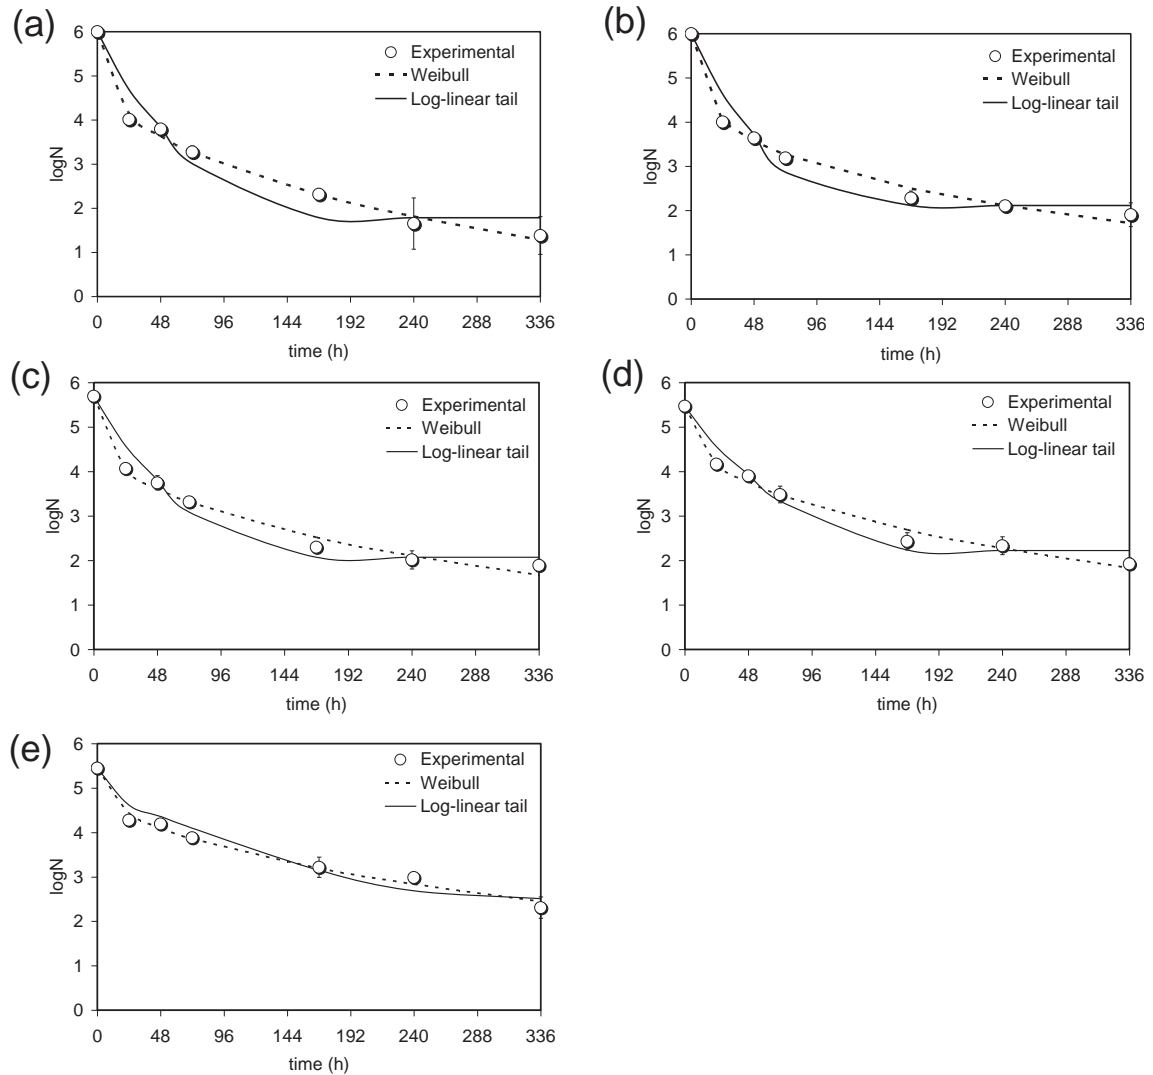 (a)
6
5
4
3
2
1
0
logN
Experimental
Weibull
Log-linear tail
0 48 96 144 192 240 288 336
time (h)
(b)
6
5
4
3
2
1
0
logN
Experimental
Weibull
Log-linear tail
0 48 96 144 192 240 288 336
time (h)
(c)
6
5
4
3
2
1
0
logN
Experimental
Weibull
Log-linear tail
0 48 96 144 192 240 288 336
time (h)
(d)
6
5
4
3
2
1
0
logN
Experimental
Weibull
Log-linear tail
0 48 96 144 192 240 288 336
time (h)
(e)
6
5
4
3
2
1
0
logN
Experimental
Weibull
Log-linear tail
0 48 96 144 192 240 288 336
time (h)